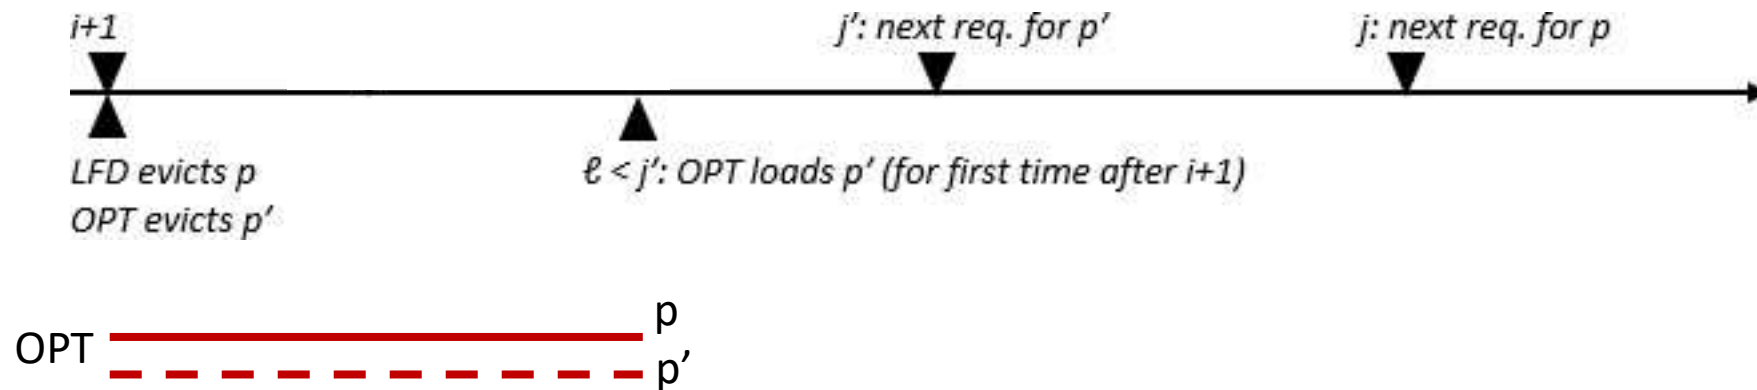 i+1
j′: next req. for p′
j: next req. for p
LFD evicts p
OPT evicts p′
ℓ < j′: OPT loads p′ (for first time after i+1)
OPT
p
p’